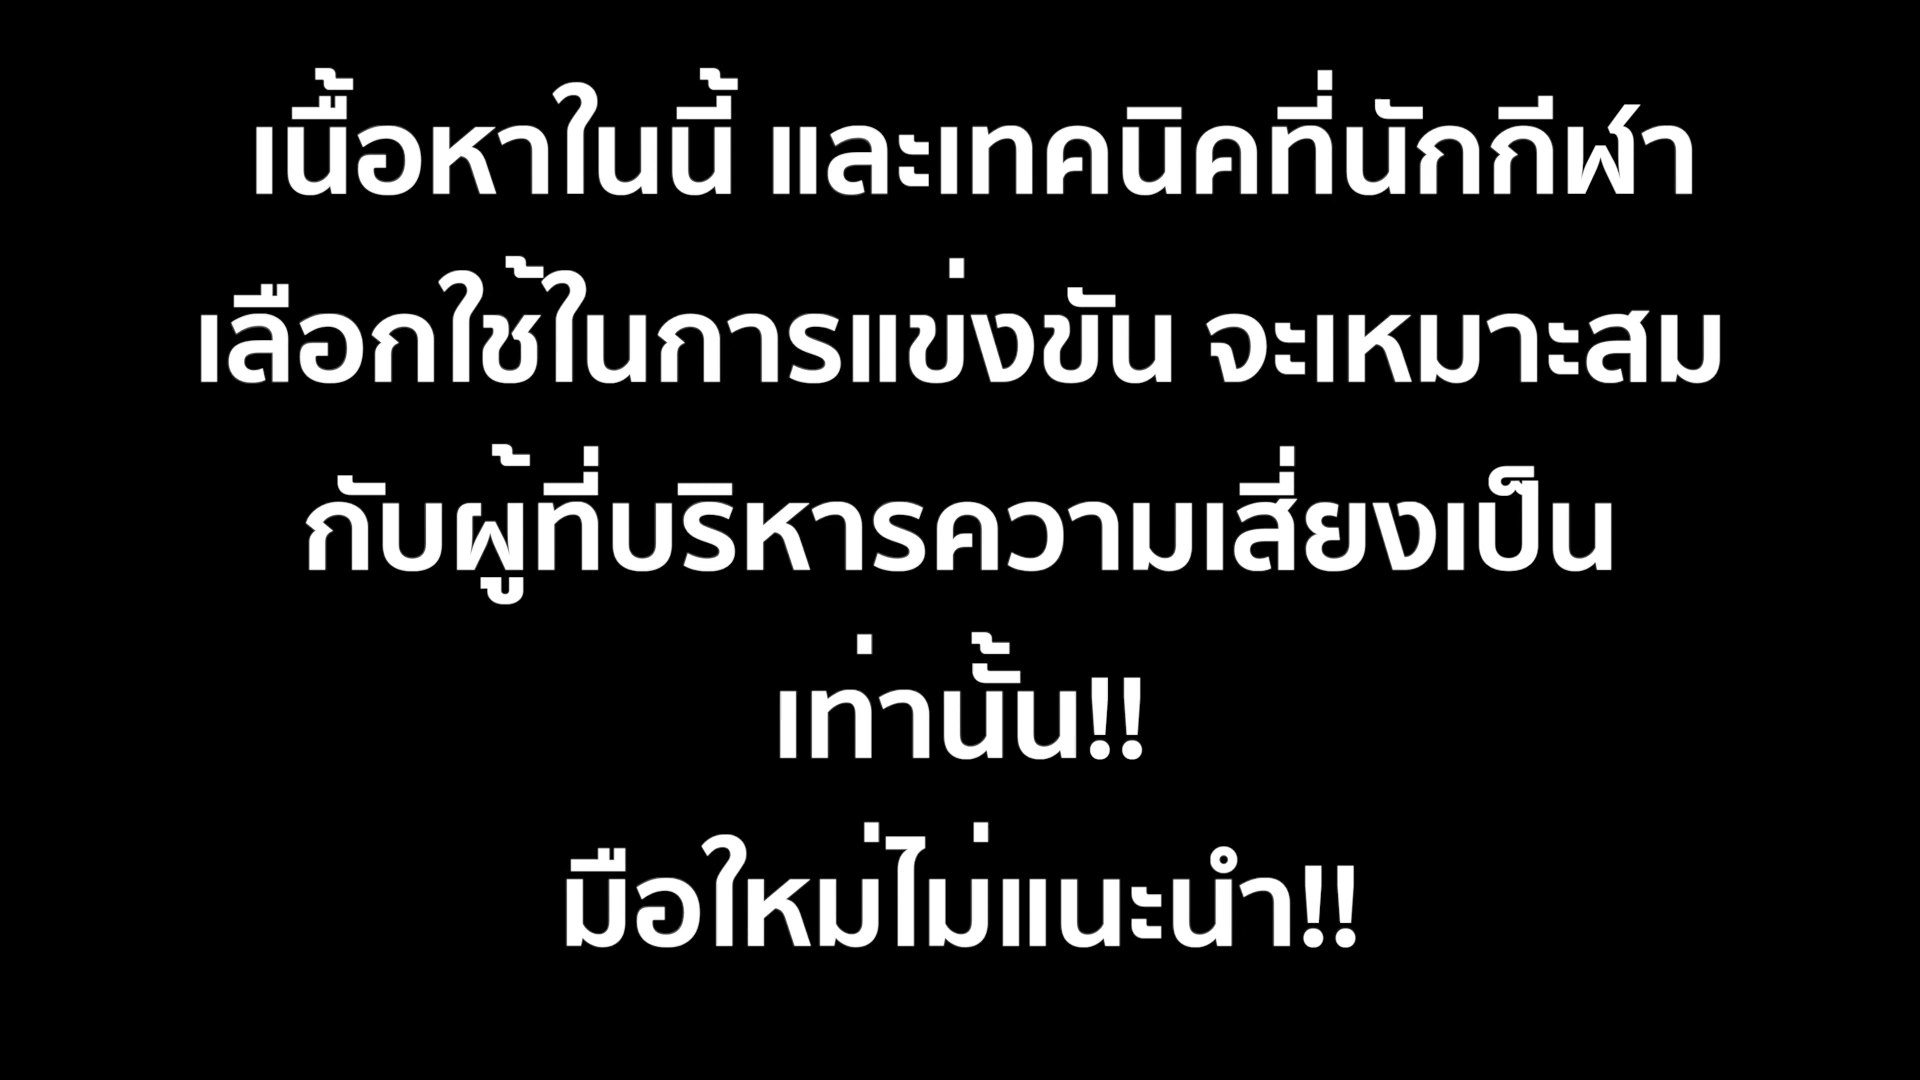 เนื้อหาในนี้ และเทคนิคที่นักกีฬา
เลือกใช้ในการแข่งขัน จะเหมาะสม
กับผู้ที่บริหารความเสี่ยงเป็น
เท่านั้น!!
มือใหม่ไม่แนะนำ!!